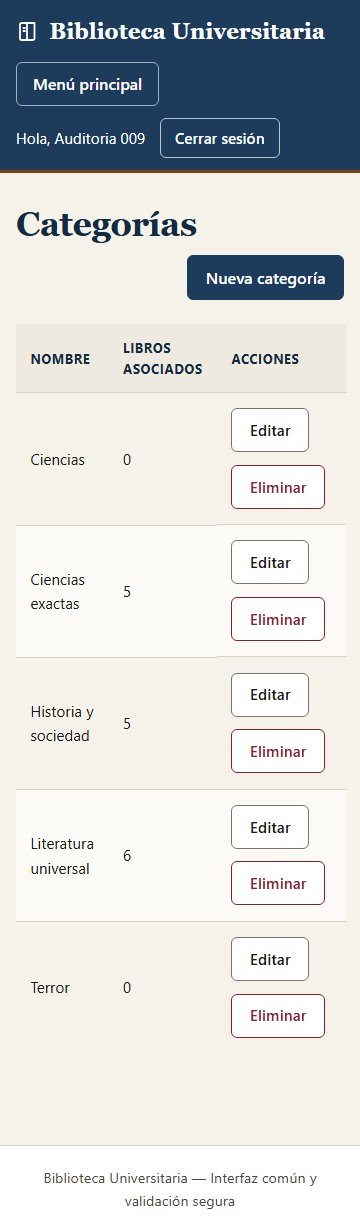 Biblioteca Universitaria
Menú principal
Hola, Auditoria 009 Cerrar sesión
Categorías
Nueva categoría
NOMBRE LIBROS ASOCIADOS ACCIONES
Ciencias 0 Editar
Eliminar
Ciencias exactas 5 Editar
Eliminar
Historia y sociedad 5 Editar
Eliminar
Literatura universal 6 Editar
Eliminar
Terror 0 Editar
Eliminar
Biblioteca Universitaria — Interfaz común y
validación segura